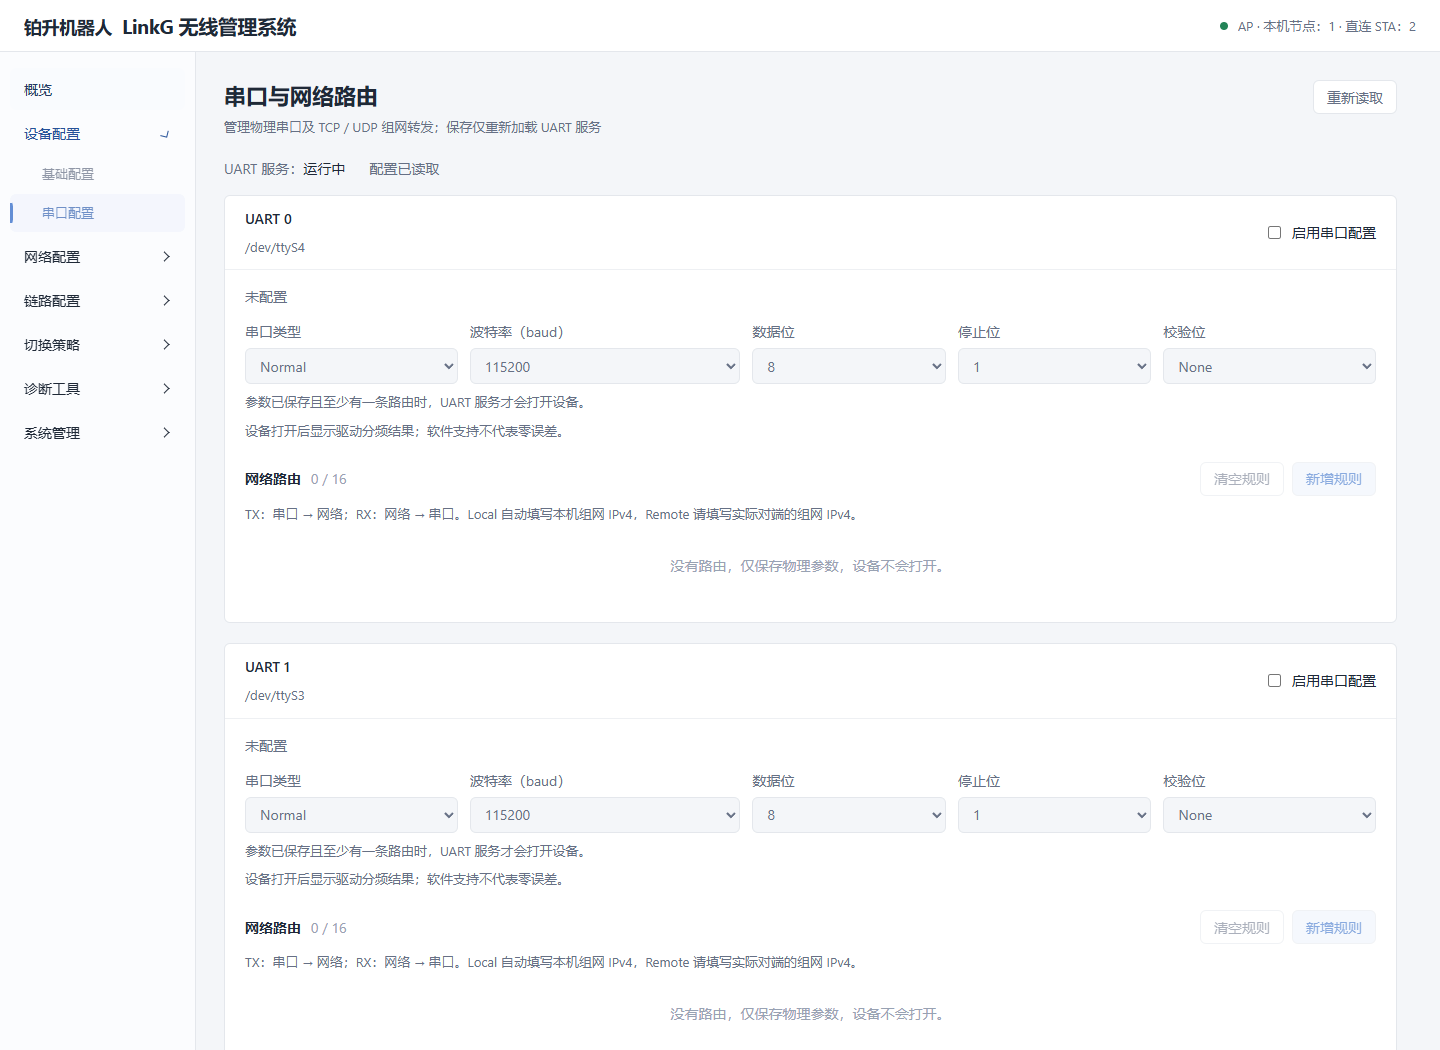 铂升机器人 LinkG 无线管理系统
AP · 本机节点：1 · 直连 STA：2
概览
设备配置
基础配置
串口配置
网络配置
链路配置
切换策略
诊断工具
系统管理
串口与网络路由
重新读取
管理物理串口及 TCP / UDP 组网转发；保存仅重新加载 UART 服务
UART 服务：运行中 配置已读取
UART 0
/dev/ttyS4
启用串口配置
未配置
串口类型 波特率（baud） 数据位 停止位 校验位
Normal 115200 8 1 None
参数已保存且至少有一条路由时，UART 服务才会打开设备。
设备打开后显示驱动分频结果；软件支持不代表零误差。
网络路由 0 / 16
清空规则 新增规则
TX：串口 → 网络；RX：网络 → 串口。Local 自动填写本机组网 IPv4，Remote 请填写实际对端的组网 IPv4。
没有路由，仅保存物理参数，设备不会打开。
UART 1
/dev/ttyS3
启用串口配置
未配置
串口类型 波特率（baud） 数据位 停止位 校验位
Normal 115200 8 1 None
参数已保存且至少有一条路由时，UART 服务才会打开设备。
设备打开后显示驱动分频结果；软件支持不代表零误差。
网络路由 0 / 16
清空规则 新增规则
TX：串口 → 网络；RX：网络 → 串口。Local 自动填写本机组网 IPv4，Remote 请填写实际对端的组网 IPv4。
没有路由，仅保存物理参数，设备不会打开。